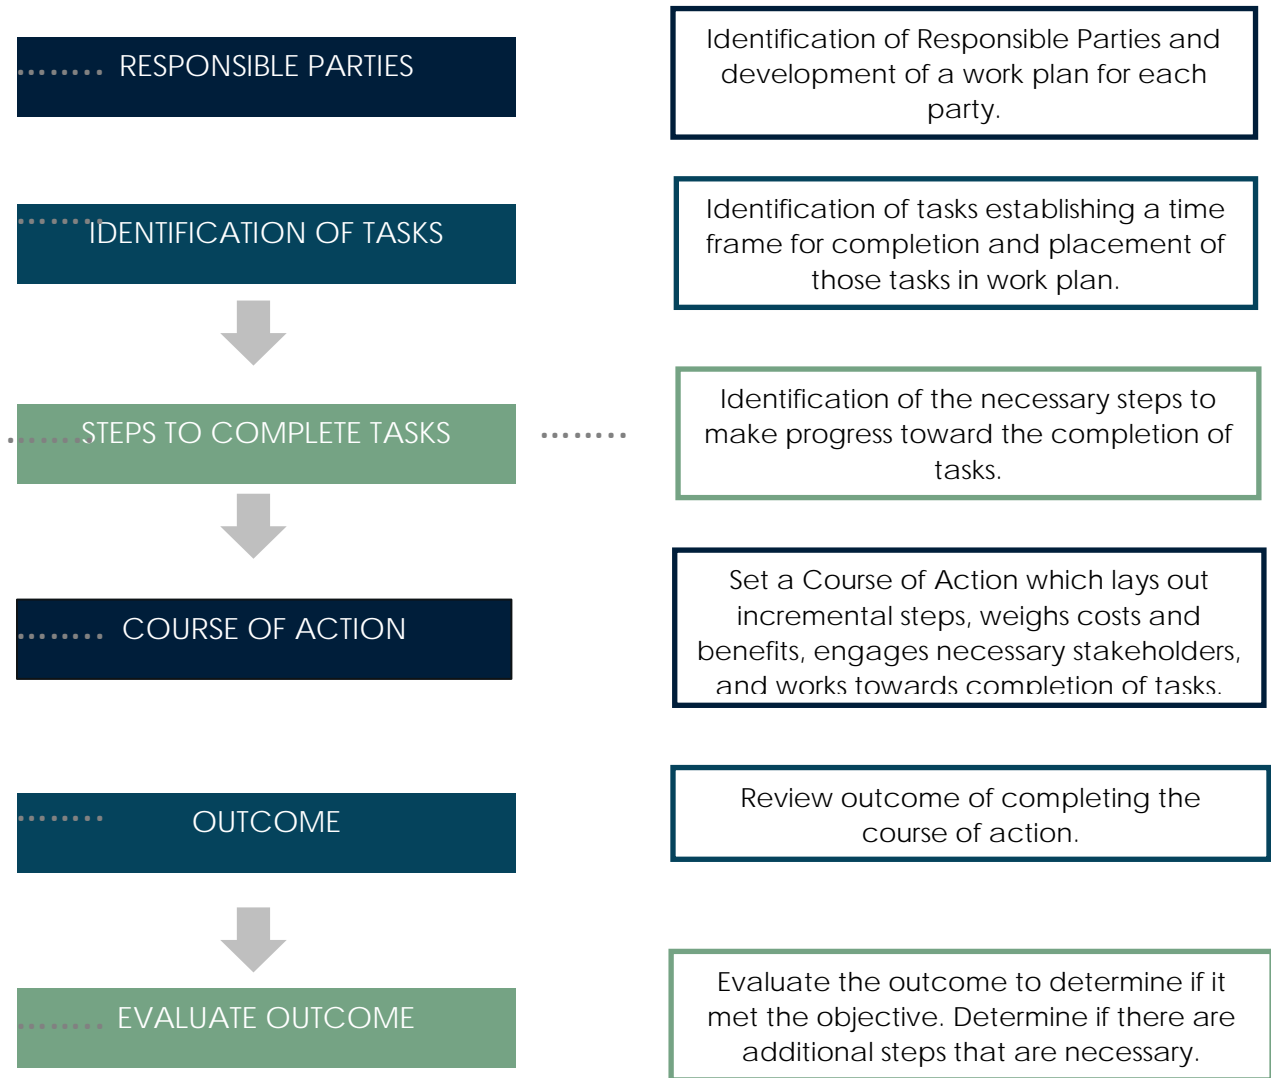 RESPONSIBLE PARTIES
Identification of Responsible Parties and
development of a work plan for each
party.
IDENTIFICATION OF TASKS
Identification of tasks establishing a time
frame for completion and placement of
those tasks in work plan.
STEPS TO COMPLETE TASKS
Identification of the necessary steps to
make progress toward the completion of
tasks.
COURSE OF ACTION
Set a Course of Action which lays out
incremental steps, weighs costs and
benefits, engages necessary stakeholders,
and works towards completion of tasks.
OUTCOME
Review outcome of completing the
course of action.
EVALUATE OUTCOME
Evaluate the outcome to determine if it
met the objective. Determine if there are
additional steps that are necessary.